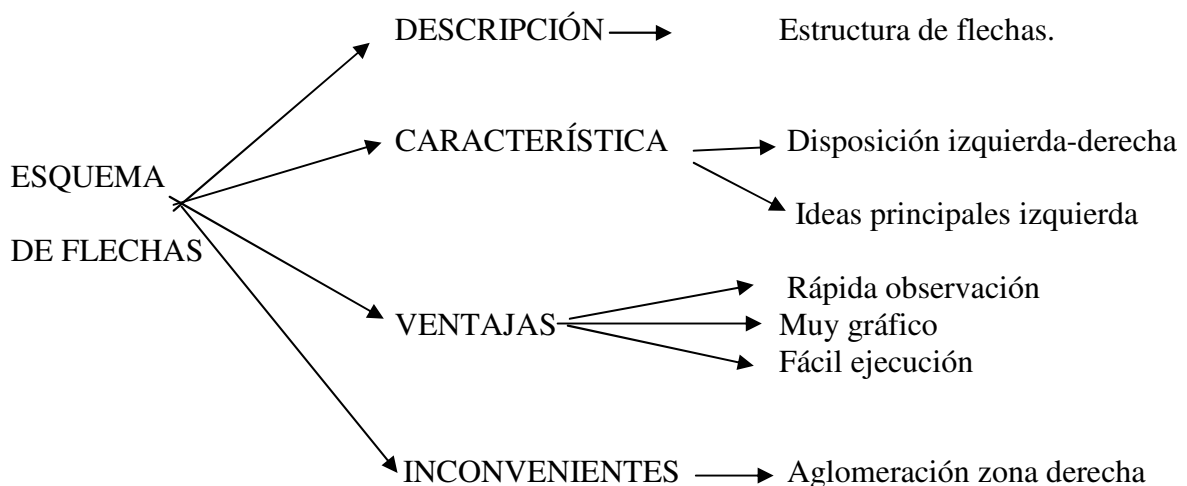 DESCRIPCIÓN Estructura de flechas.
CARACTERÍSTICA Disposición izquierda-derecha
ESQUEMA
Ideas principales izquierda
DE FLECHAS
Rápida observación
VENTAJAS Muy gráfico
Fácil ejecución
INCONVENIENTES Aglomeración zona derecha